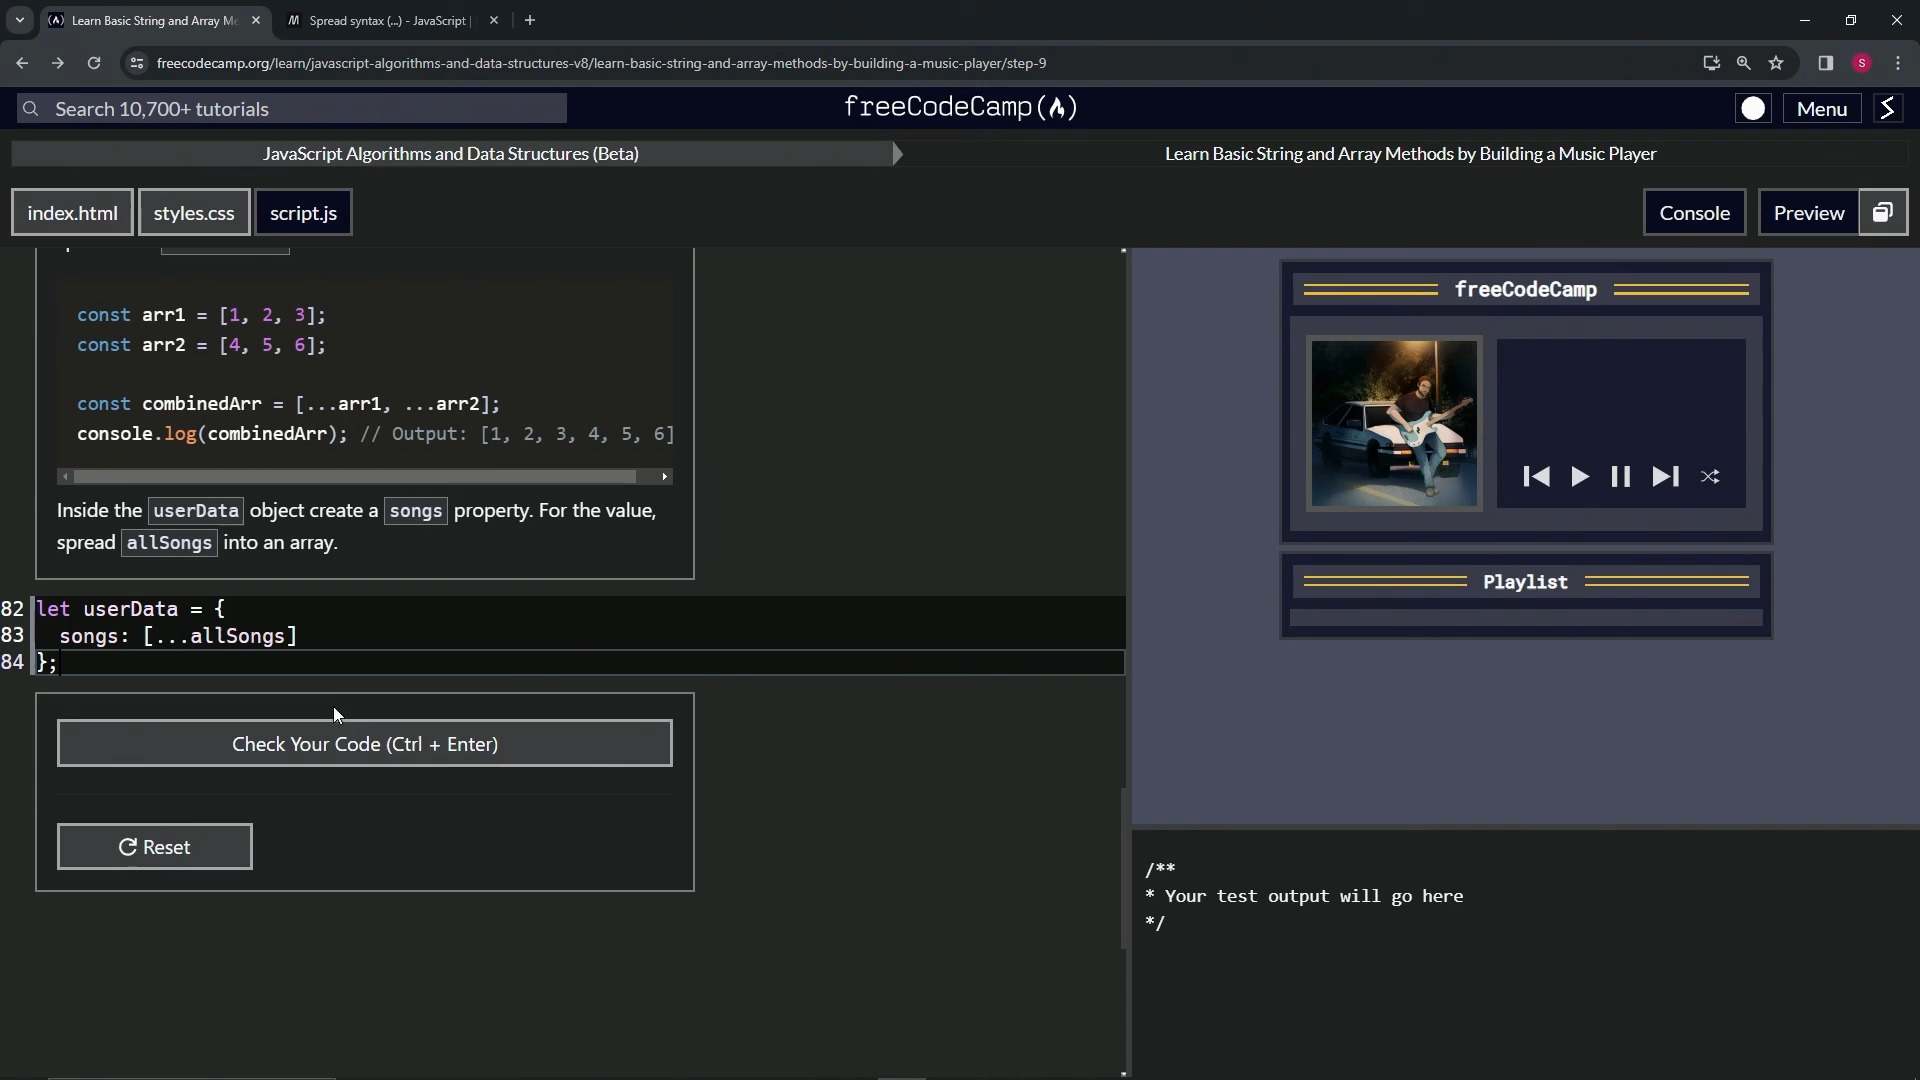 Learn Basic String and Array Me
Spread syntax (...) - JavaScript |
freecodecamp.org/learn/javascript-algorithms-and-data-structures-v8/learn-basic-string-and-array-methods-by-building-a-music-player/step-9
S
Search 10,700+ tutorials
freeCodeCamp
Menu
JavaScript Algorithms and Data Structures (Beta)
Learn Basic String and Array Methods by Building a Music Player
index.html
styles.css
script.js
Console
Preview
const arr1 = [1, 2, 3];
const arr2 = [4, 5, 6];
const combinedArr = [...arr1, ...arr2];
console.log(combinedArr); // Output: [1, 2, 3, 4, 5, 6]
Inside the userData object create a songs property. For the value,
spread allSongs into an array.
82 let userData = {
83 songs: [...allSongs]
84 };
Check Your Code (Ctrl + Enter)
Reset
freeCodeCamp
Playlist
/**
* Your test output will go here
*/